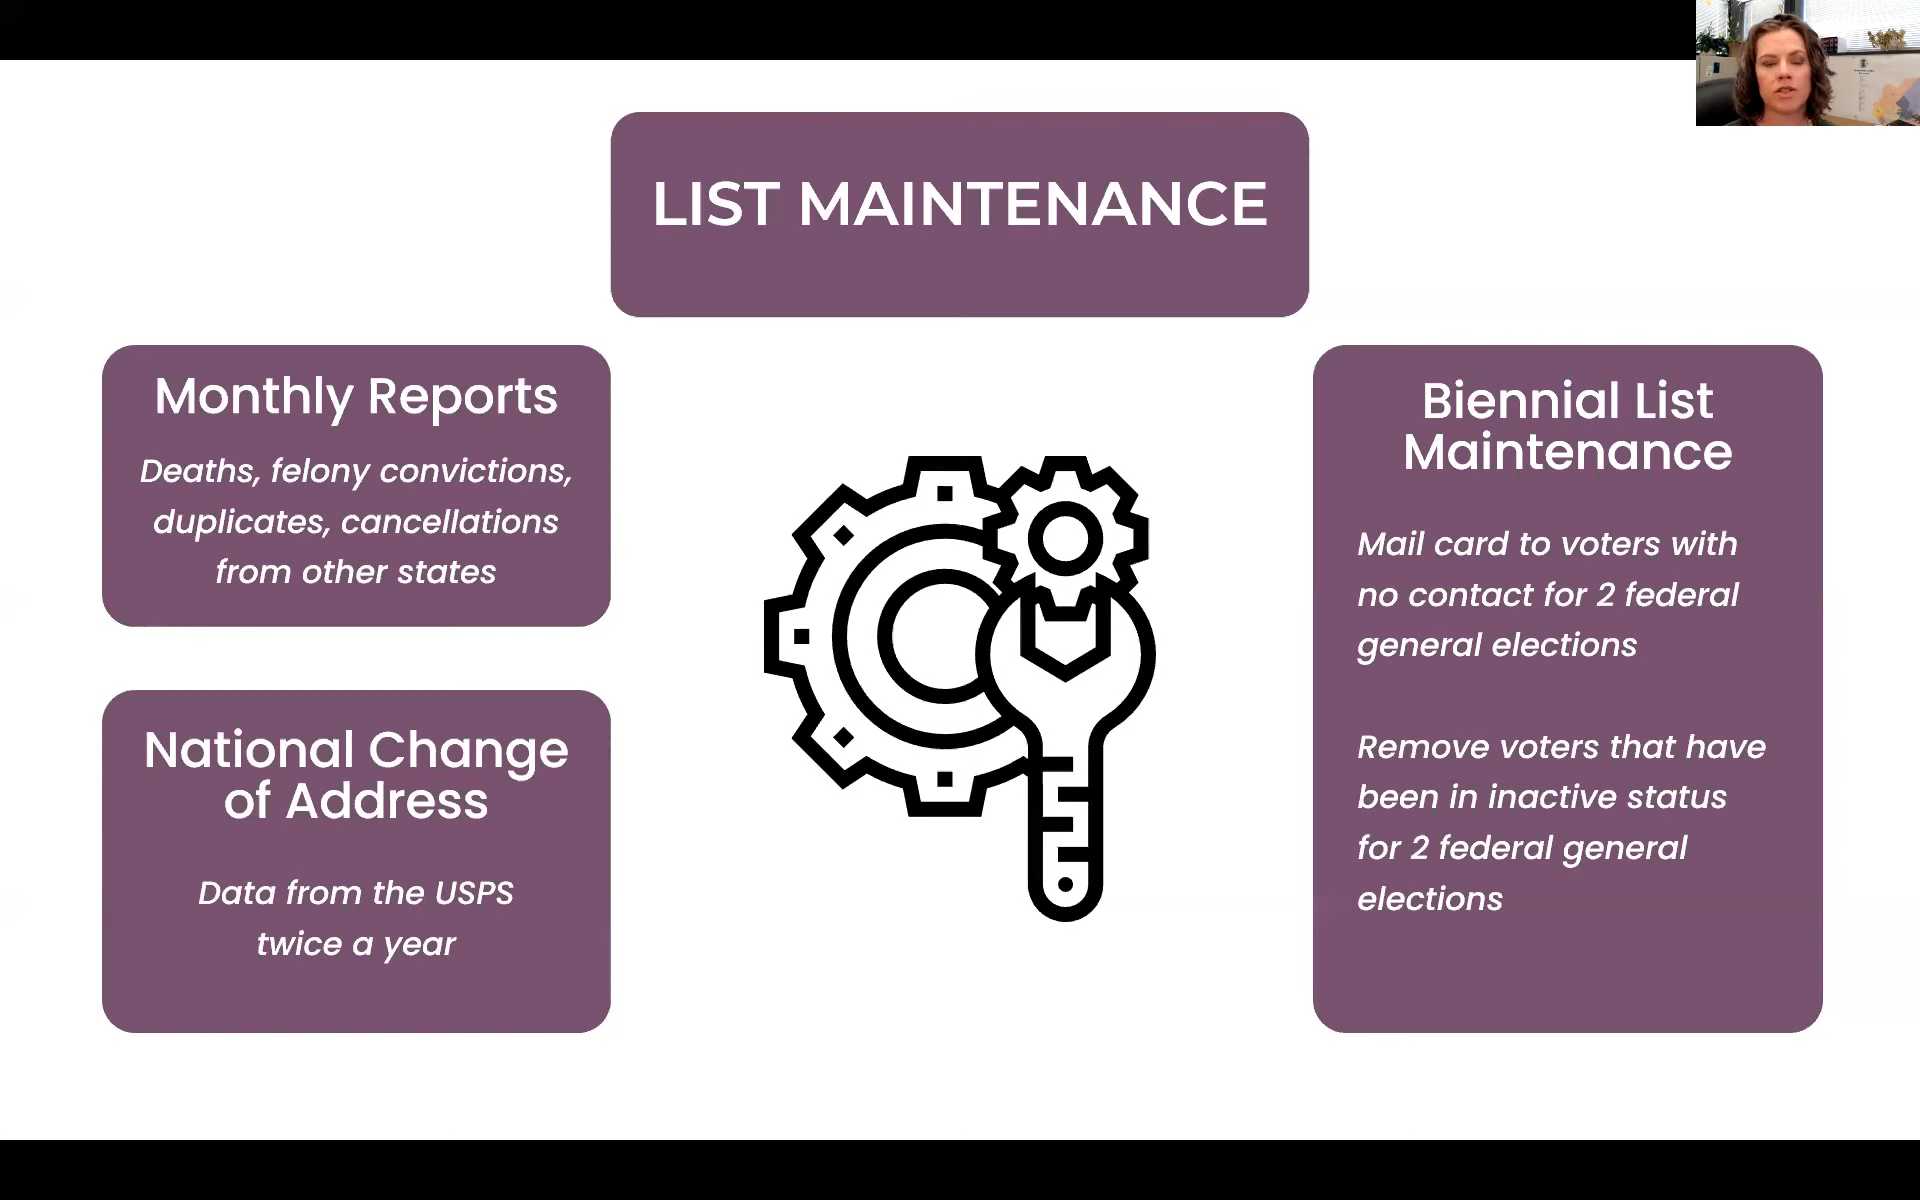 LIST MAINTENANCE
Monthly Reports
Deaths, felony convictions,
duplicates, cancellations
from other states
National Change
of Address
Data from the USPS
twice a year
Biennial List
Maintenance
Mail card to voters with
no contact for 2 federal
general elections
Remove voters that have
been in inactive status
for 2 federal general
elections